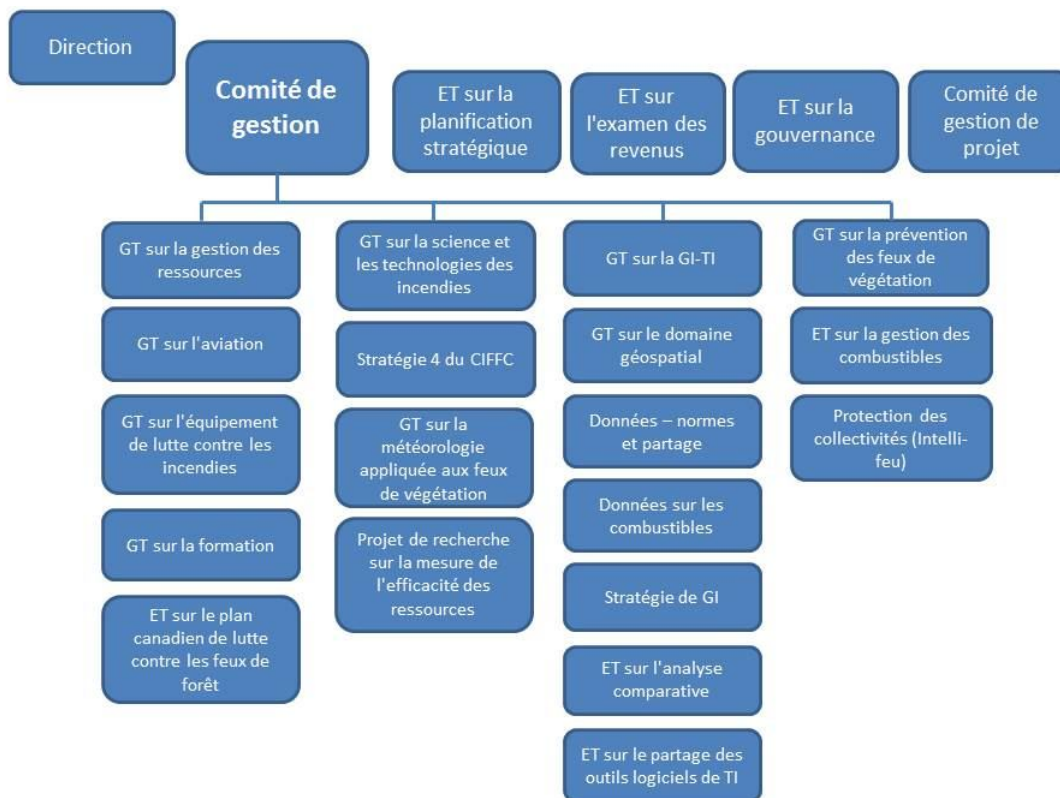 Direction
Comité de
gestion
ET sur la
planification
stratégique
ET sur
l'examen des
revenus
ET sur la
gouvernance
Comité de
gestion de
projet
GT sur la gestion des
ressources
GT sur l'aviation
GT sur l'équipement
de lutte contre les
incendies
GT sur la formation
ET sur le plan
canadien de lutte
contre les feux de
forêt
GT sur la science et
les technologies des
incendies
Stratégie 4 du CIFFC
GT sur la
météorologie
appliquée aux feux
de végétation
Projet de recherche
sur la mesure de
l'efficacité des
ressources
GT sur la GI-TI
GT sur le domaine
géospatial
Données – normes
et partage
Données sur les
combustibles
Stratégie de GI
ET sur l'analyse
comparative
ET sur le partage des
outils logiciels de TI
GT sur la prévention
des feux de
végétation
ET sur la gestion des
combustibles
Protection des
collectivités (Intelli-
feu)